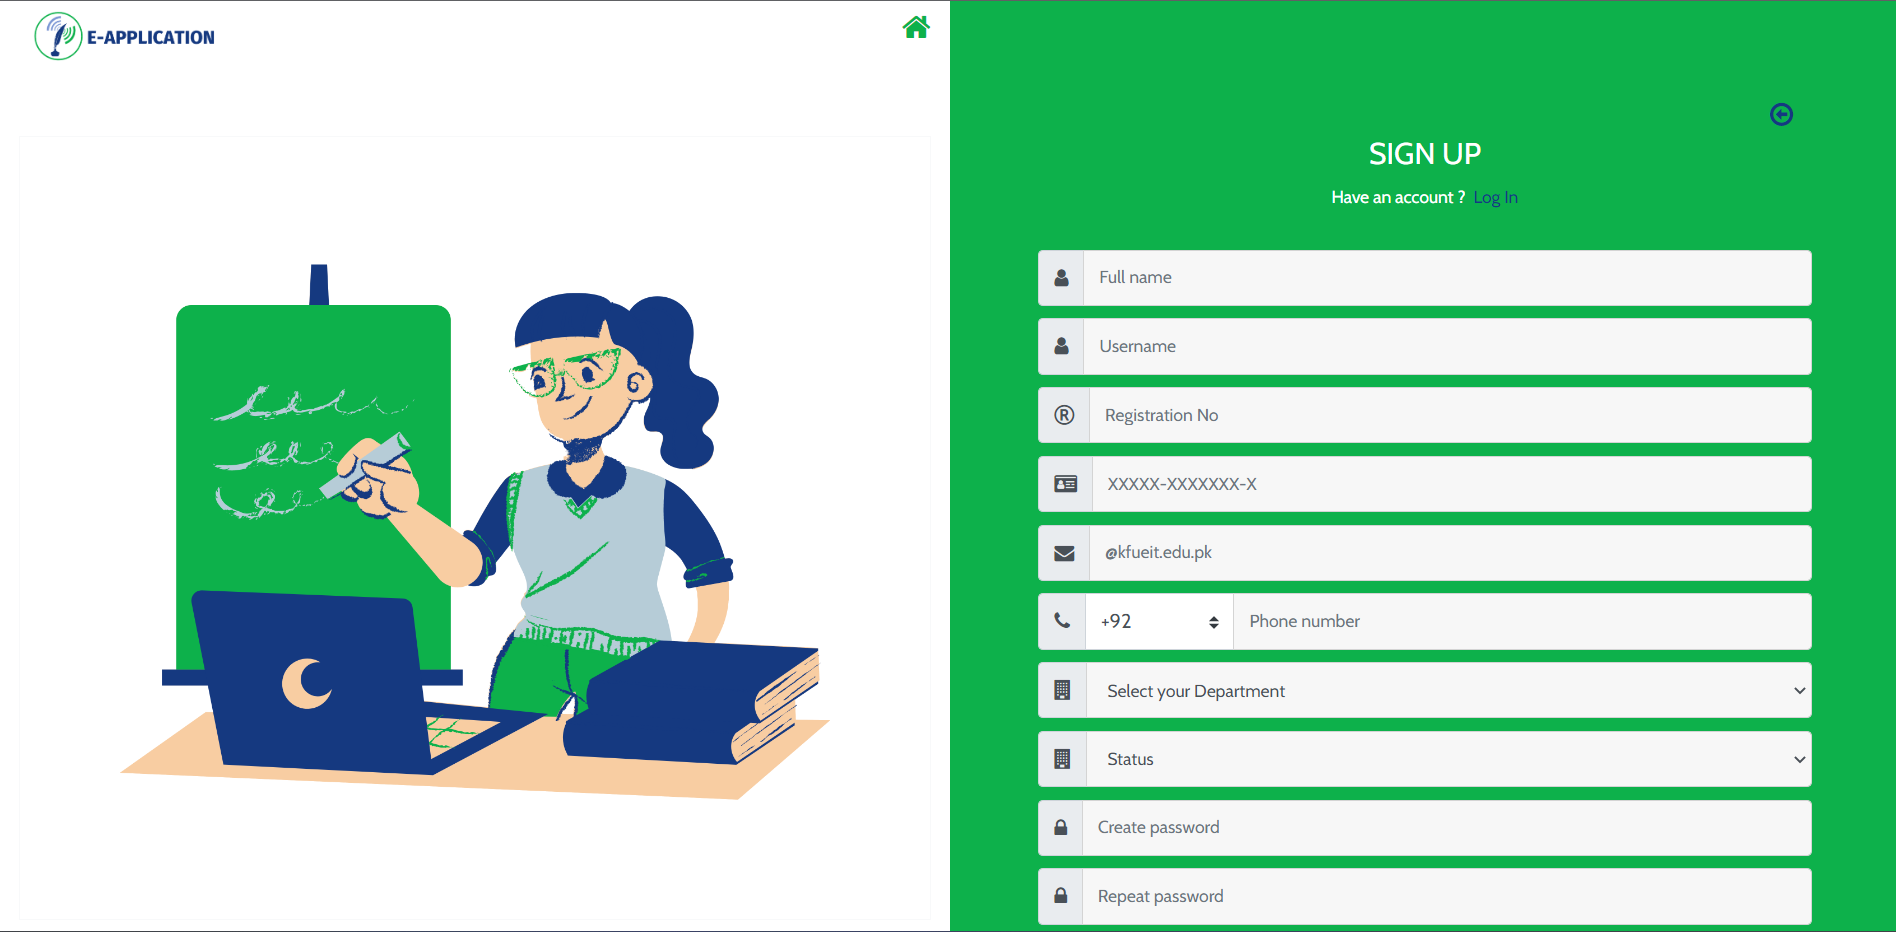 E-APPLICATION
SIGN UP
Have an account ? Log In
Full name
Username
Registration No
XXXXX-XXXXXXX-X
@kfueit.edu.pk
+92 Phone number
Select your Department
Status
Create password
Repeat password